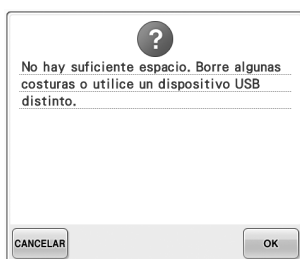 ?
No hay suficiente espacio. Borre algunas
costuras o utilice un dispositivo USB
distinto.
CANCELAR
OK